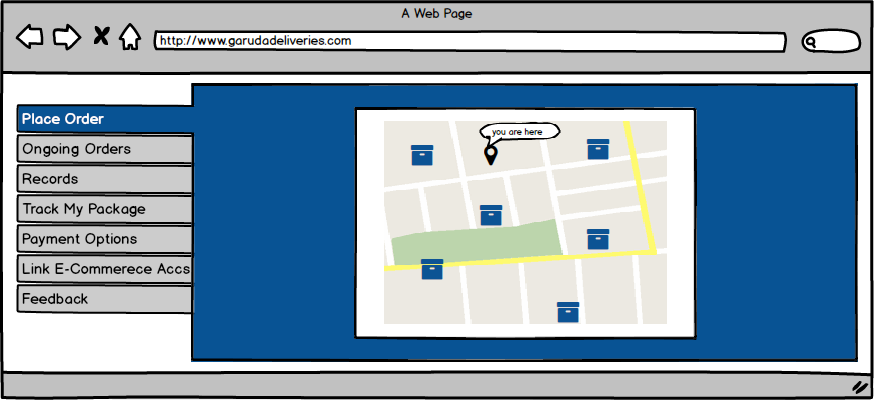 A Web Page
http://www.garudadeliveries.com
Place Order
Ongoing Orders
Records
Track My Package
Payment Options
Link E-Commerece Accs
Feedback
you are here